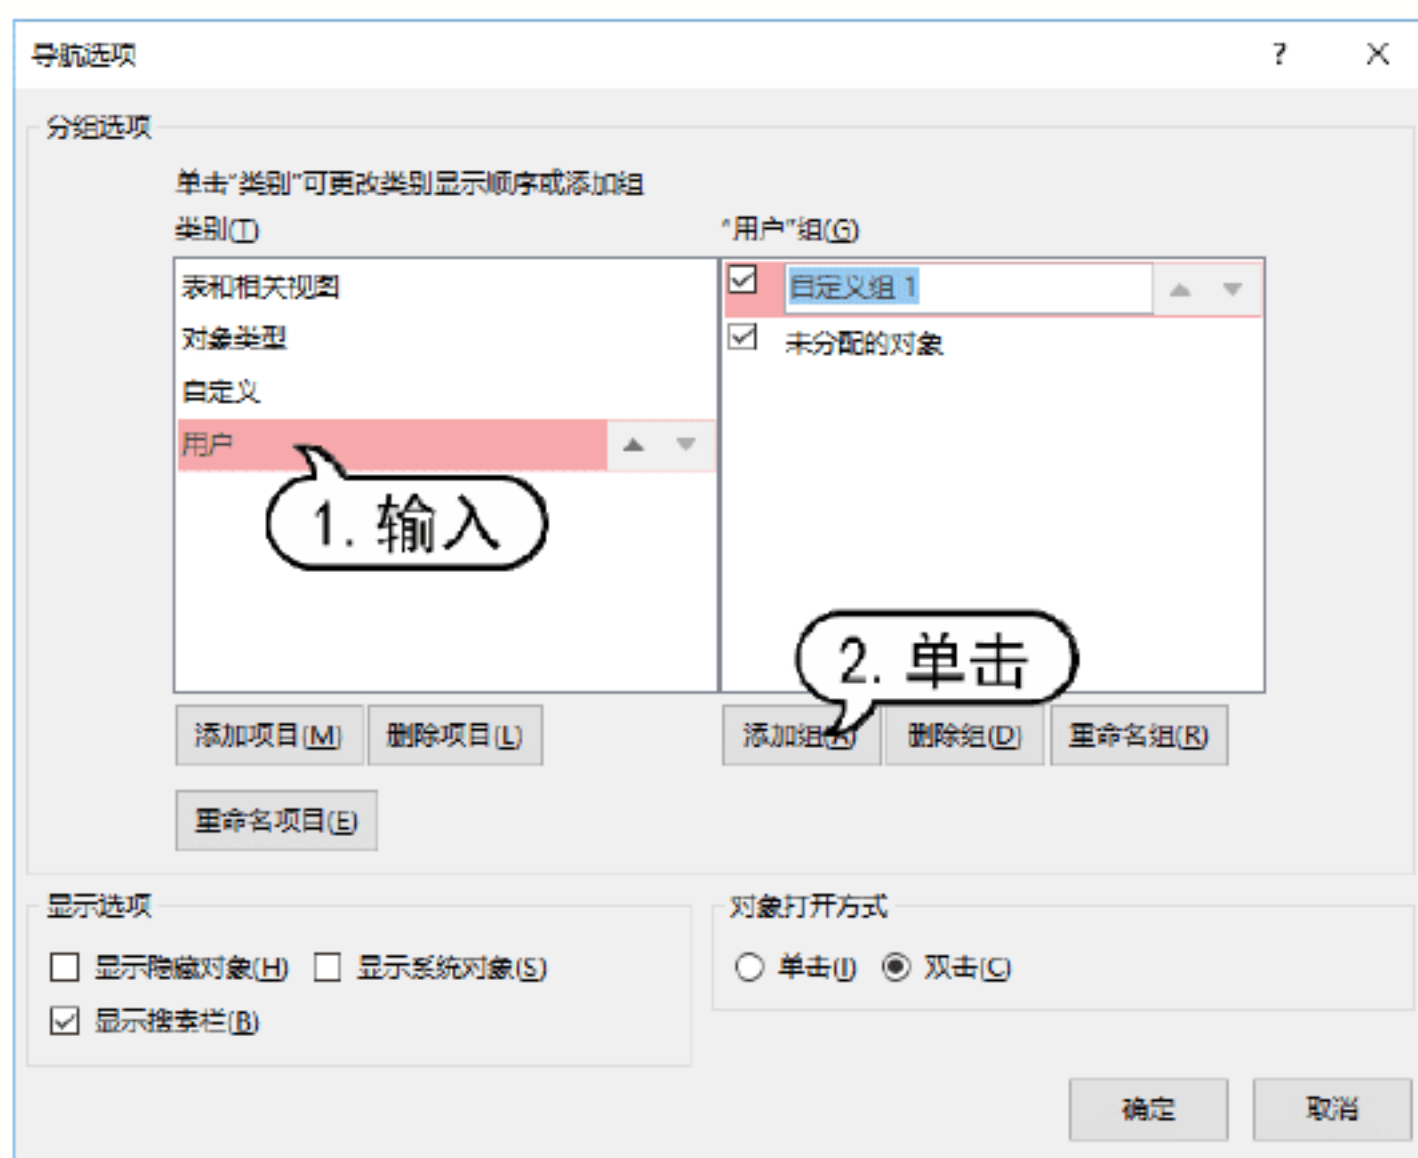 导航选项 ?
分组选项
单击“类别”可更改类别显示顺序或添加组
类别(T) “用户”组(G)
表和相关视图 自定义组 1
对象类型 未分配的对象
自定义
用户
1. 输入
2. 单击
添加项目(M) 删除项目(L) 添加组(A) 删除组(D) 重命名组(R)
重命名项目(E)
显示选项 对象打开方式
显示隐藏对象(H) 显示系统对象(S) 单击(I) 双击(C)
显示搜索栏(B)
确定 取消